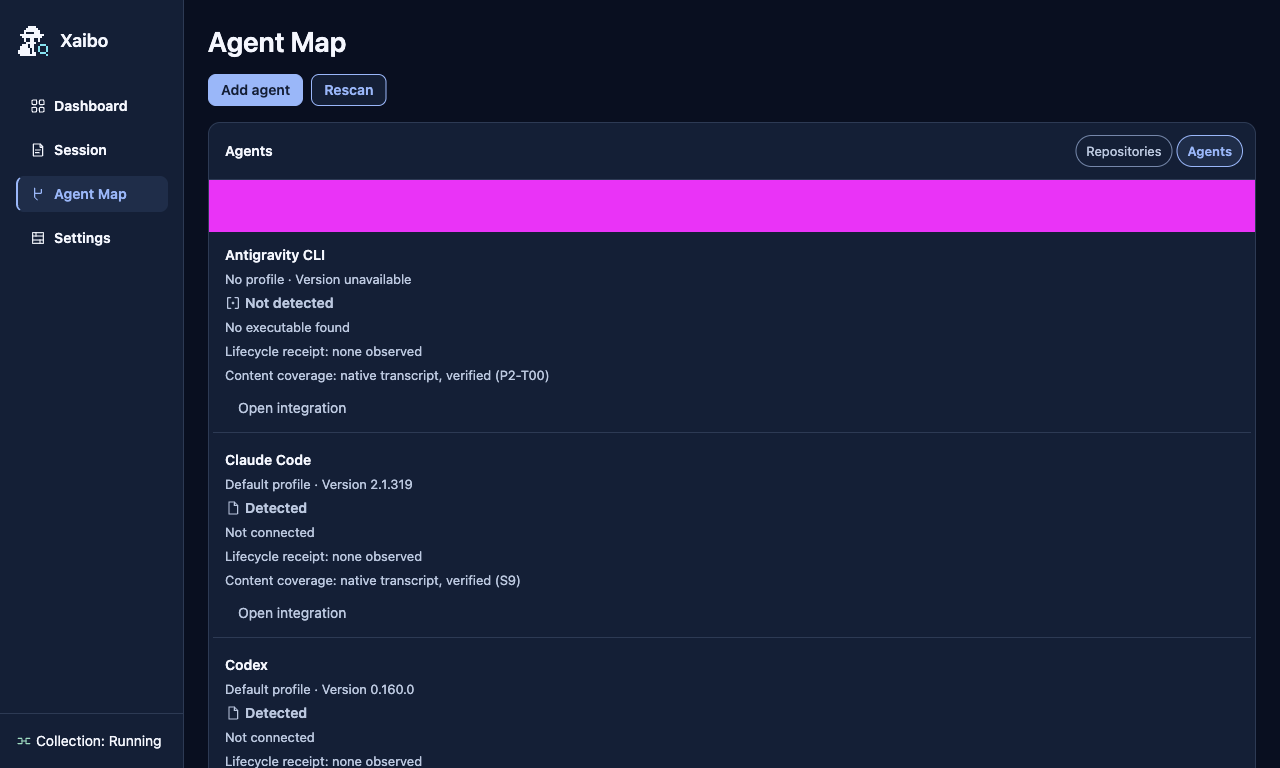 Xaibo
Dashboard
Session
Agent Map
Settings
Collection: Running
Agent Map
Add agent
Rescan
Agents
Repositories
Agents
Antigravity CLI
No profile · Version unavailable
Not detected
No executable found
Lifecycle receipt: none observed
Content coverage: native transcript, verified (P2-T00)
Open integration
Claude Code
Default profile · Version 2.1.319
Detected
Not connected
Lifecycle receipt: none observed
Content coverage: native transcript, verified (S9)
Open integration
Codex
Default profile · Version 0.160.0
Detected
Not connected
Lifecycle receipt: none observed